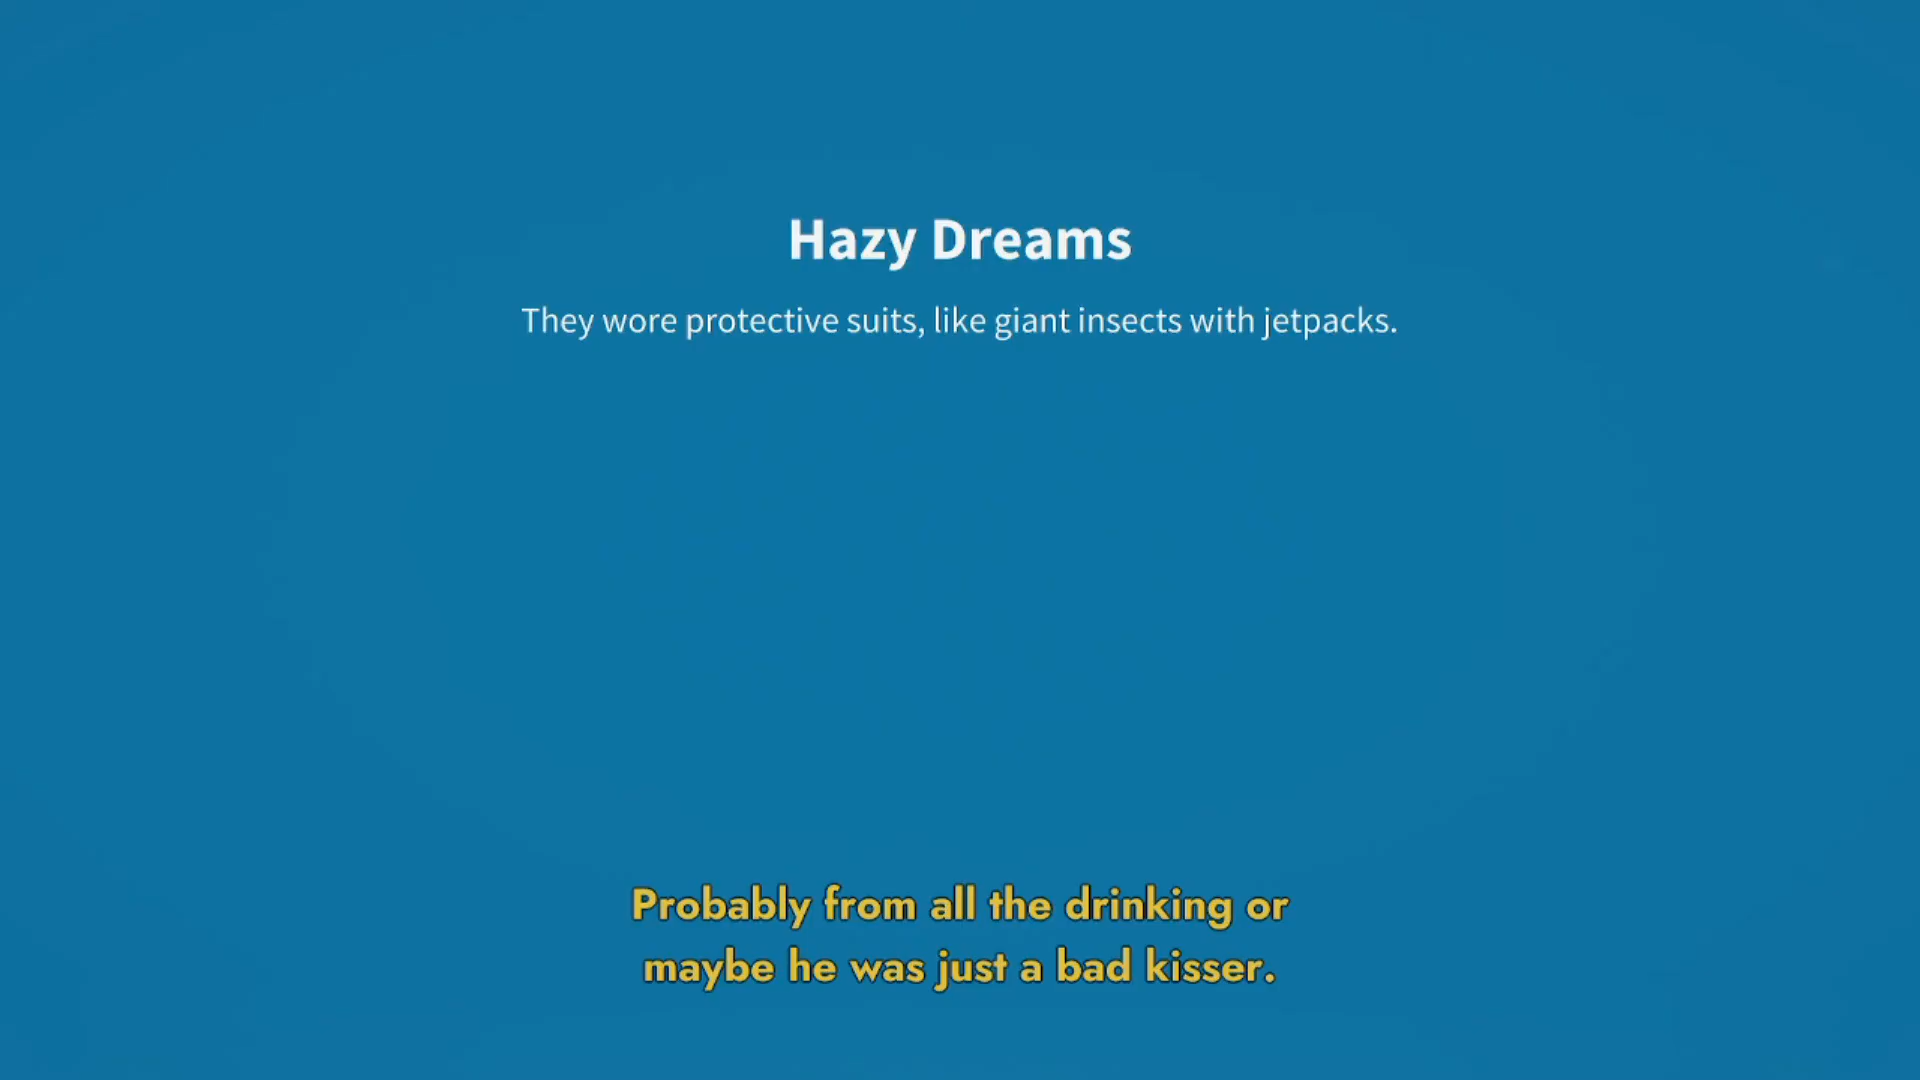 Hazy Dreams
They wore protective suits, like giant insects with jetpacks.
Probably from all the drinking or
maybe he was just a bad kisser.